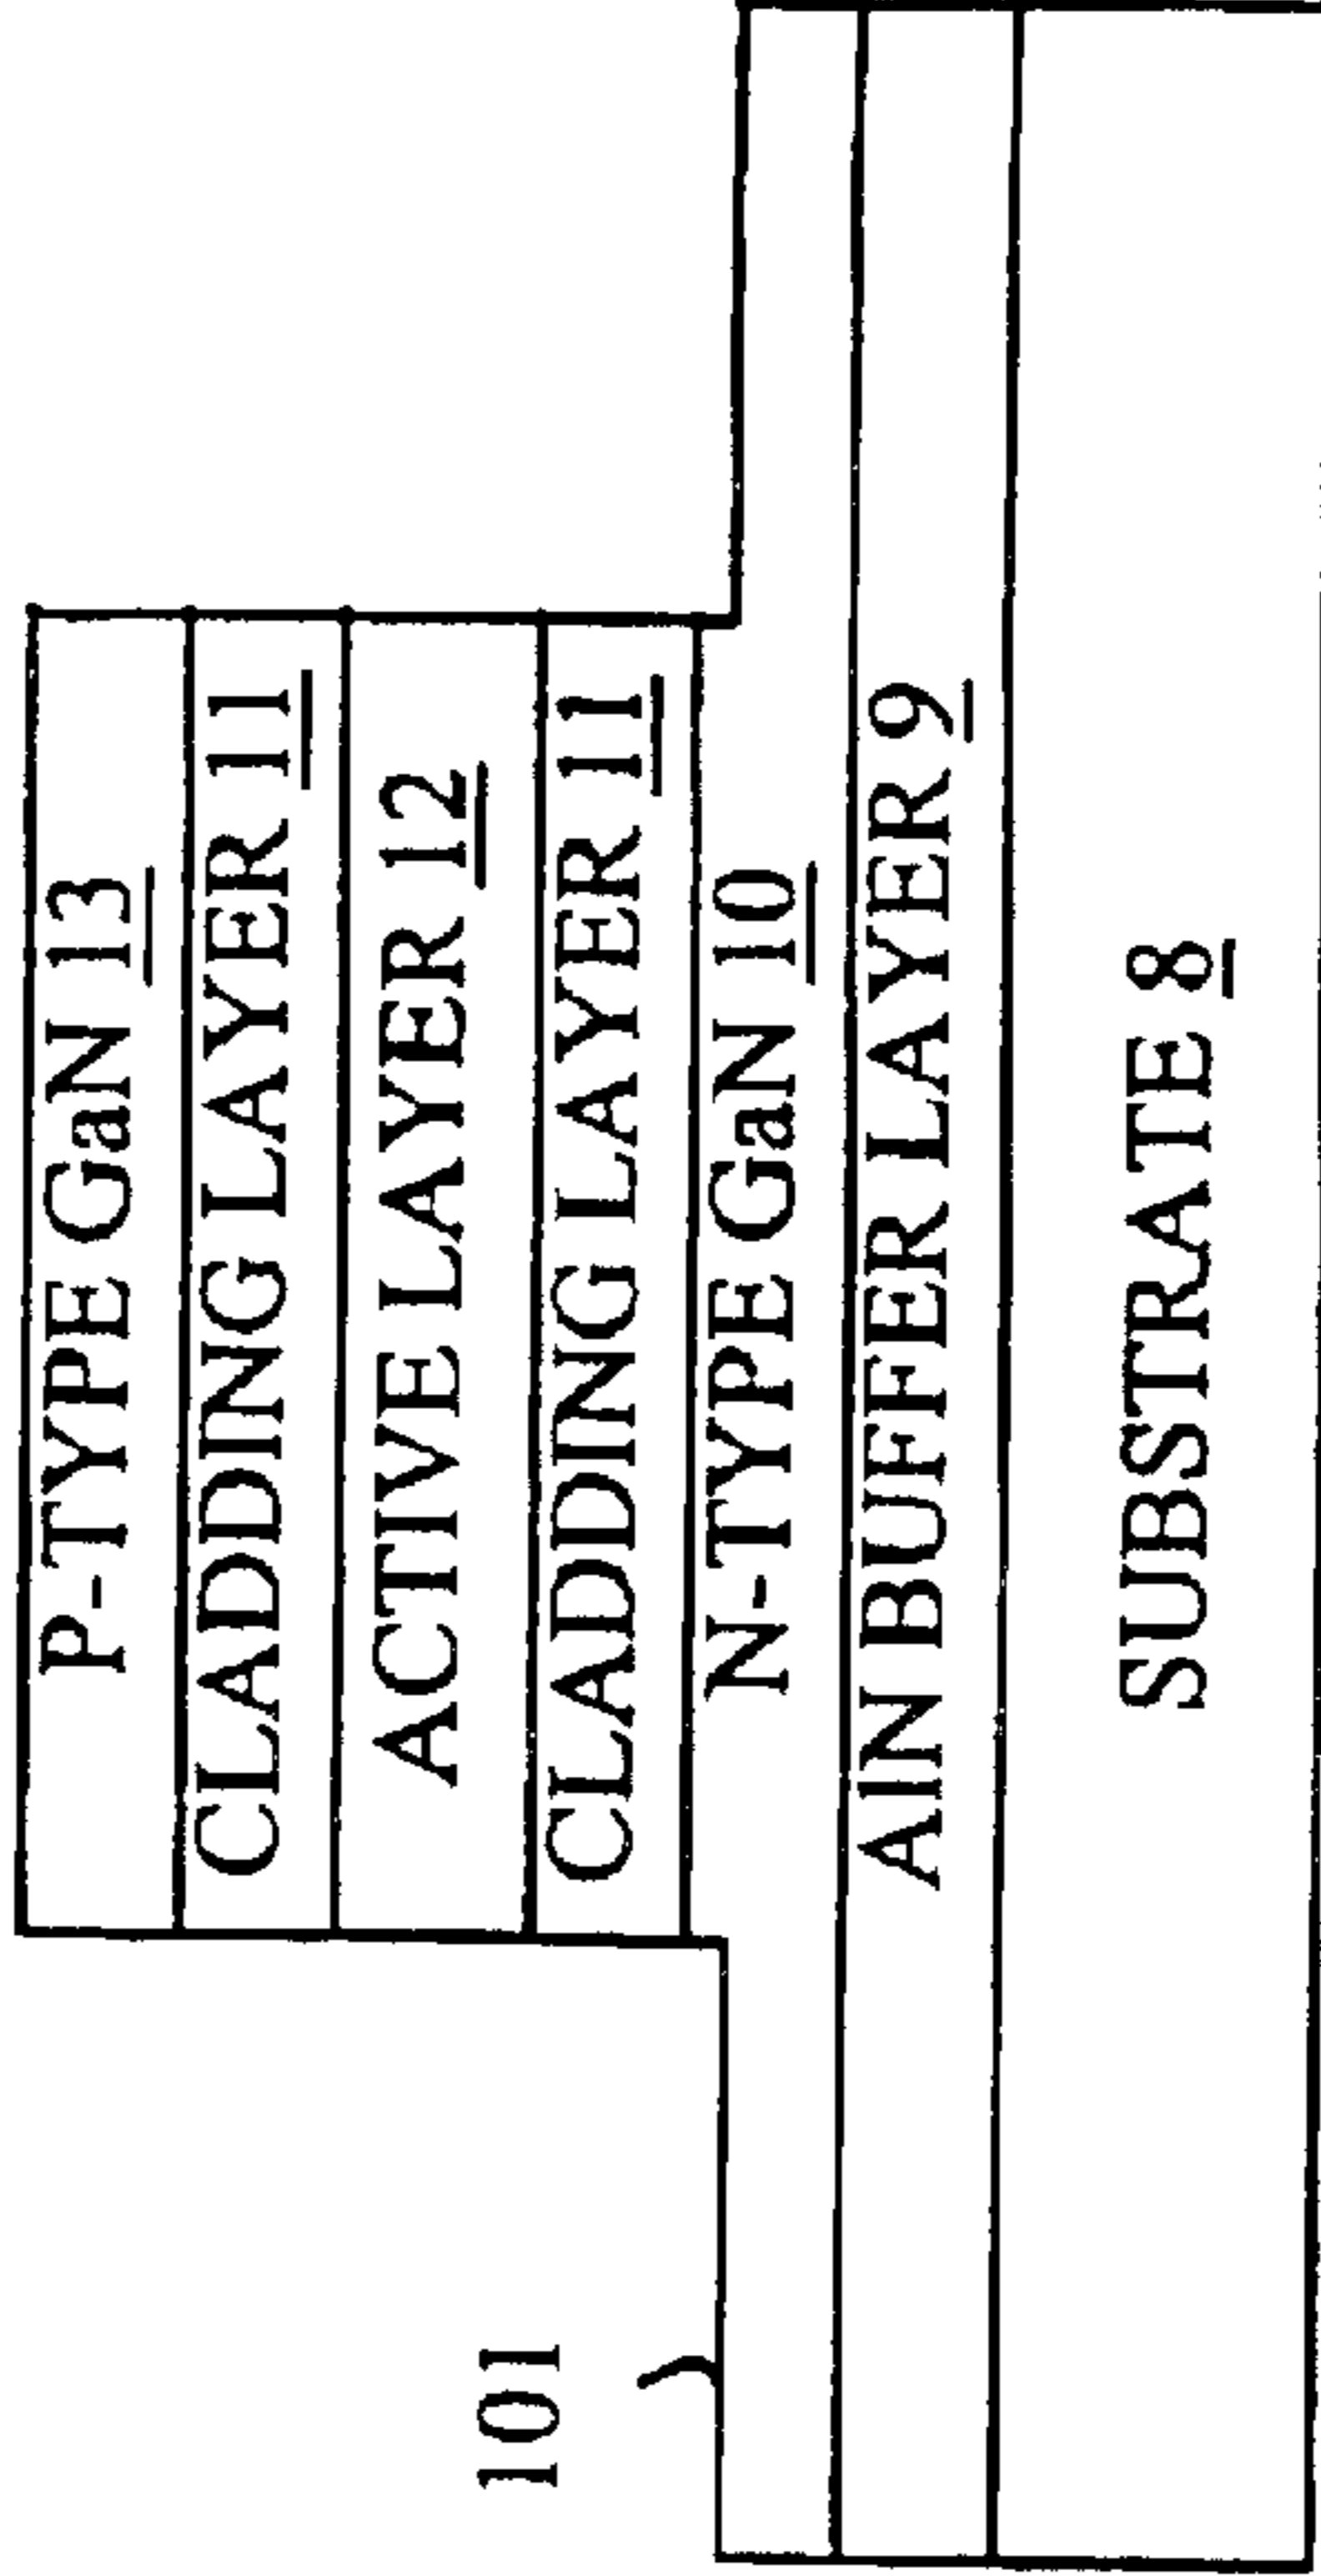 P-TYPE GaN 13
CLADDING LAYER 11
ACTIVE LAYER 12
CLADDING LAYER 11
101
N-TYPE GaN 10
AlN BUFFER LAYER 9
SUBSTRATE 8